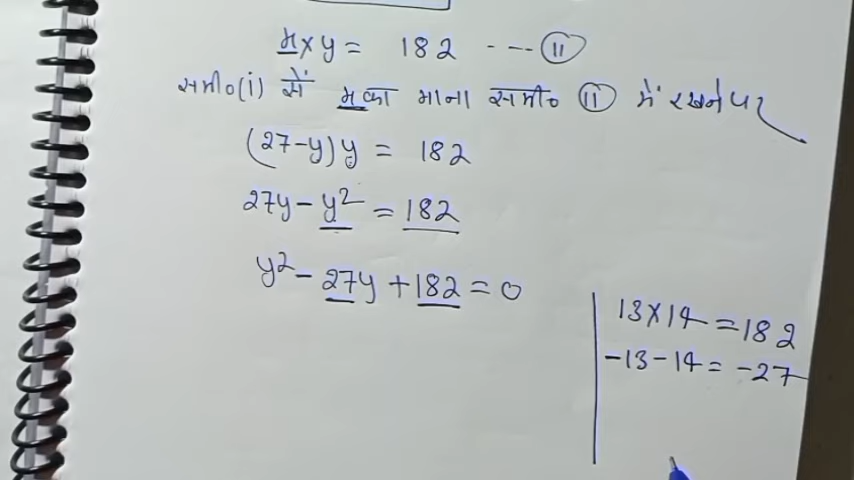 x × y = 182 ---- (II)
समी०(i) से x का माना समी० (II) में रखने पर
(27-y)y = 182
27y - y² = 182
y² - 27y + 182 = 0
13×14 = 182
-13-14 = -27